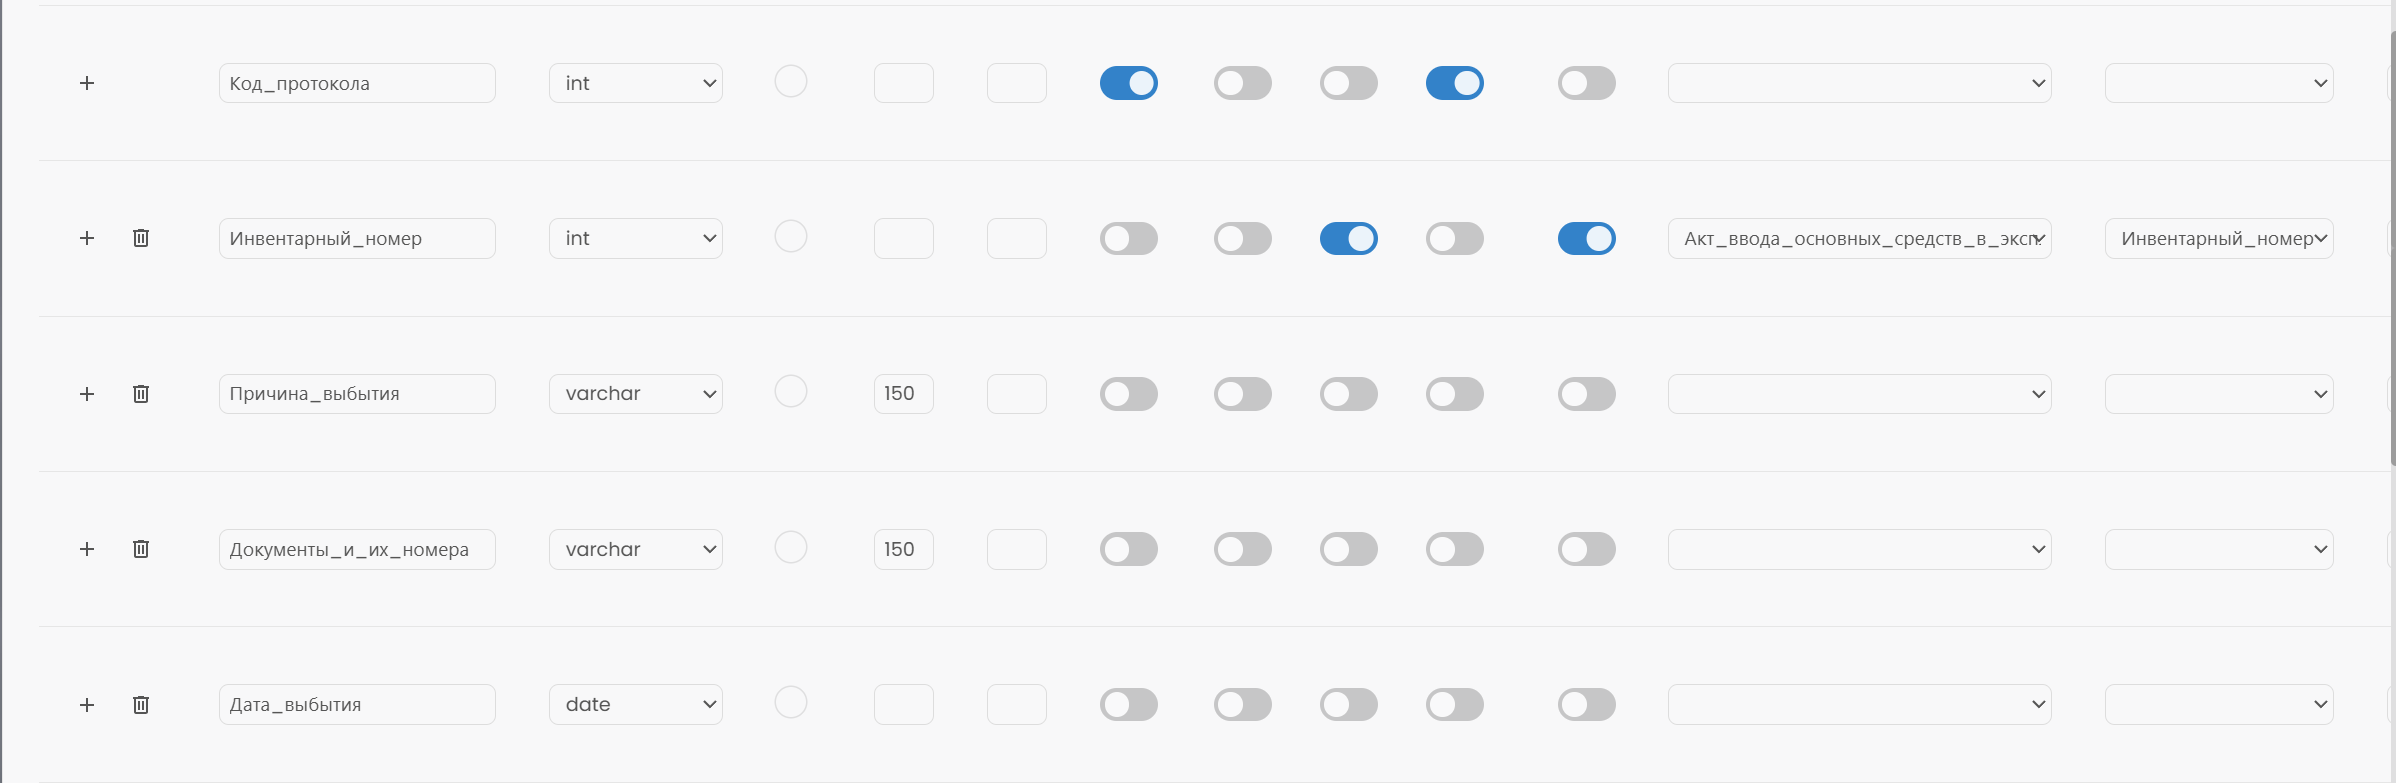 Код_протокола int
Инвентарный_номер int Акт_ввода_основных_средств_в_эксп. Инвентарный_номер
Причина_выбытия varchar 150
Документы_и_их_номера varchar 150
Дата_выбытия date